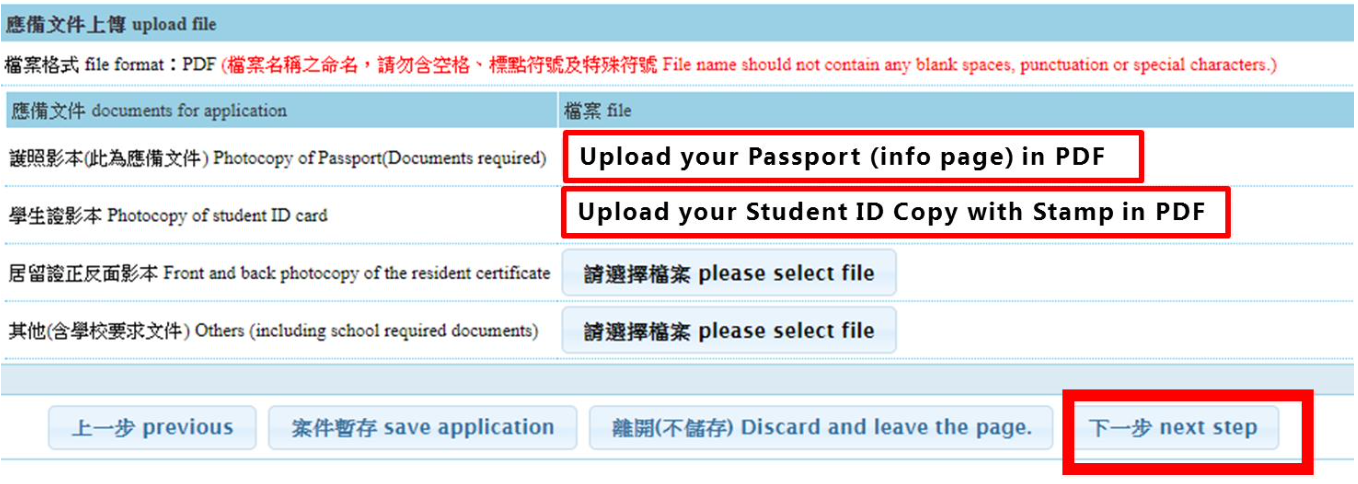 應備文件上傳 upload file
檔案格式 file format：PDF (檔案名稱之命名，請勿含空格、標點符號及特殊符號 File name should not contain any blank spaces, punctuation or special characters.)
應備文件 documents for application 檔案 file
護照影本(此為應備文件) Photocopy of Passport(Documents required) Upload your Passport (info page) in PDF
學生證影本 Photocopy of student ID card Upload your Student ID Copy with Stamp in PDF
居留證正反面影本 Front and back photocopy of the resident certificate 請選擇檔案 please select file
其他(含學校要求文件) Others (including school required documents) 請選擇檔案 please select file
上一步 previous 案件暫存 save application 離開(不儲存) Discard and leave the page. 下一步 next step